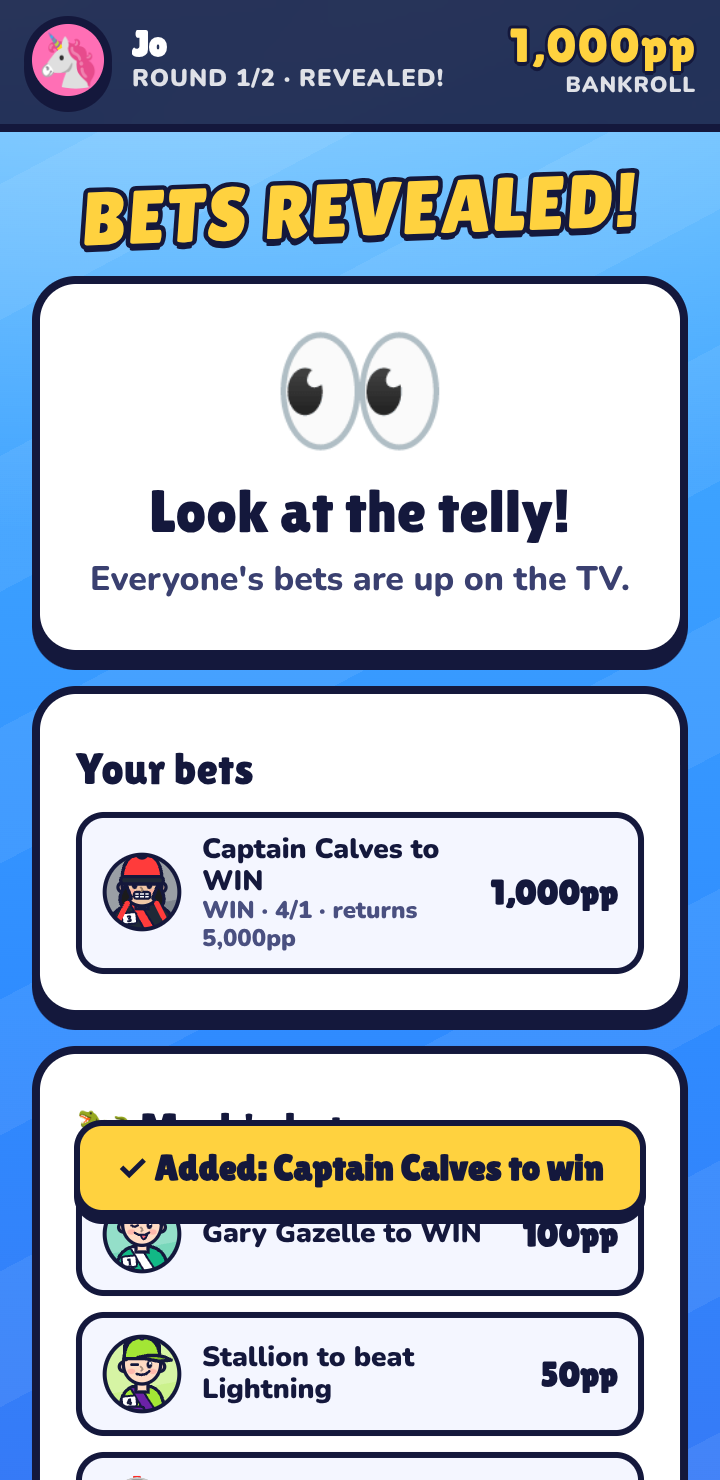 Jo
ROUND 1/2 · REVEALED!
1,000pp
BANKROLL
BETS REVEALED!
Look at the telly!
Everyone's bets are up on the TV.
Your bets
Captain Calves to
WIN
WIN · 4/1 · returns
5,000pp
1,000pp
✓ Added: Captain Calves to win
Gary Gazelle to WIN
100pp
Stallion to beat
Lightning
50pp